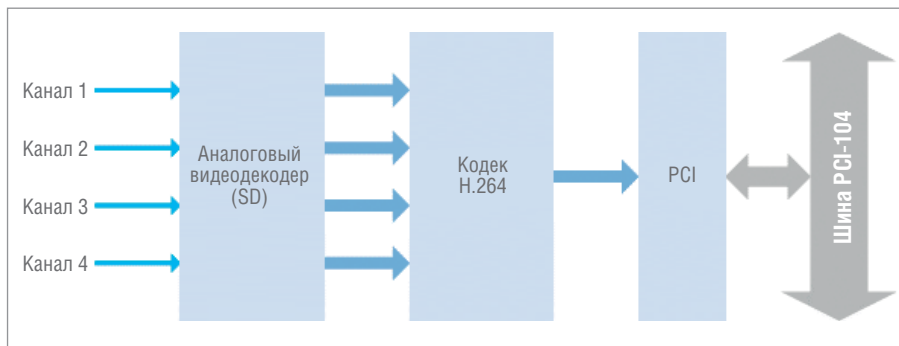 Канал 1
Канал 2
Канал 3
Канал 4
Аналоговый
видеодекодер
(SD)
Кодек
H.264
PCI
Шина PCI-104